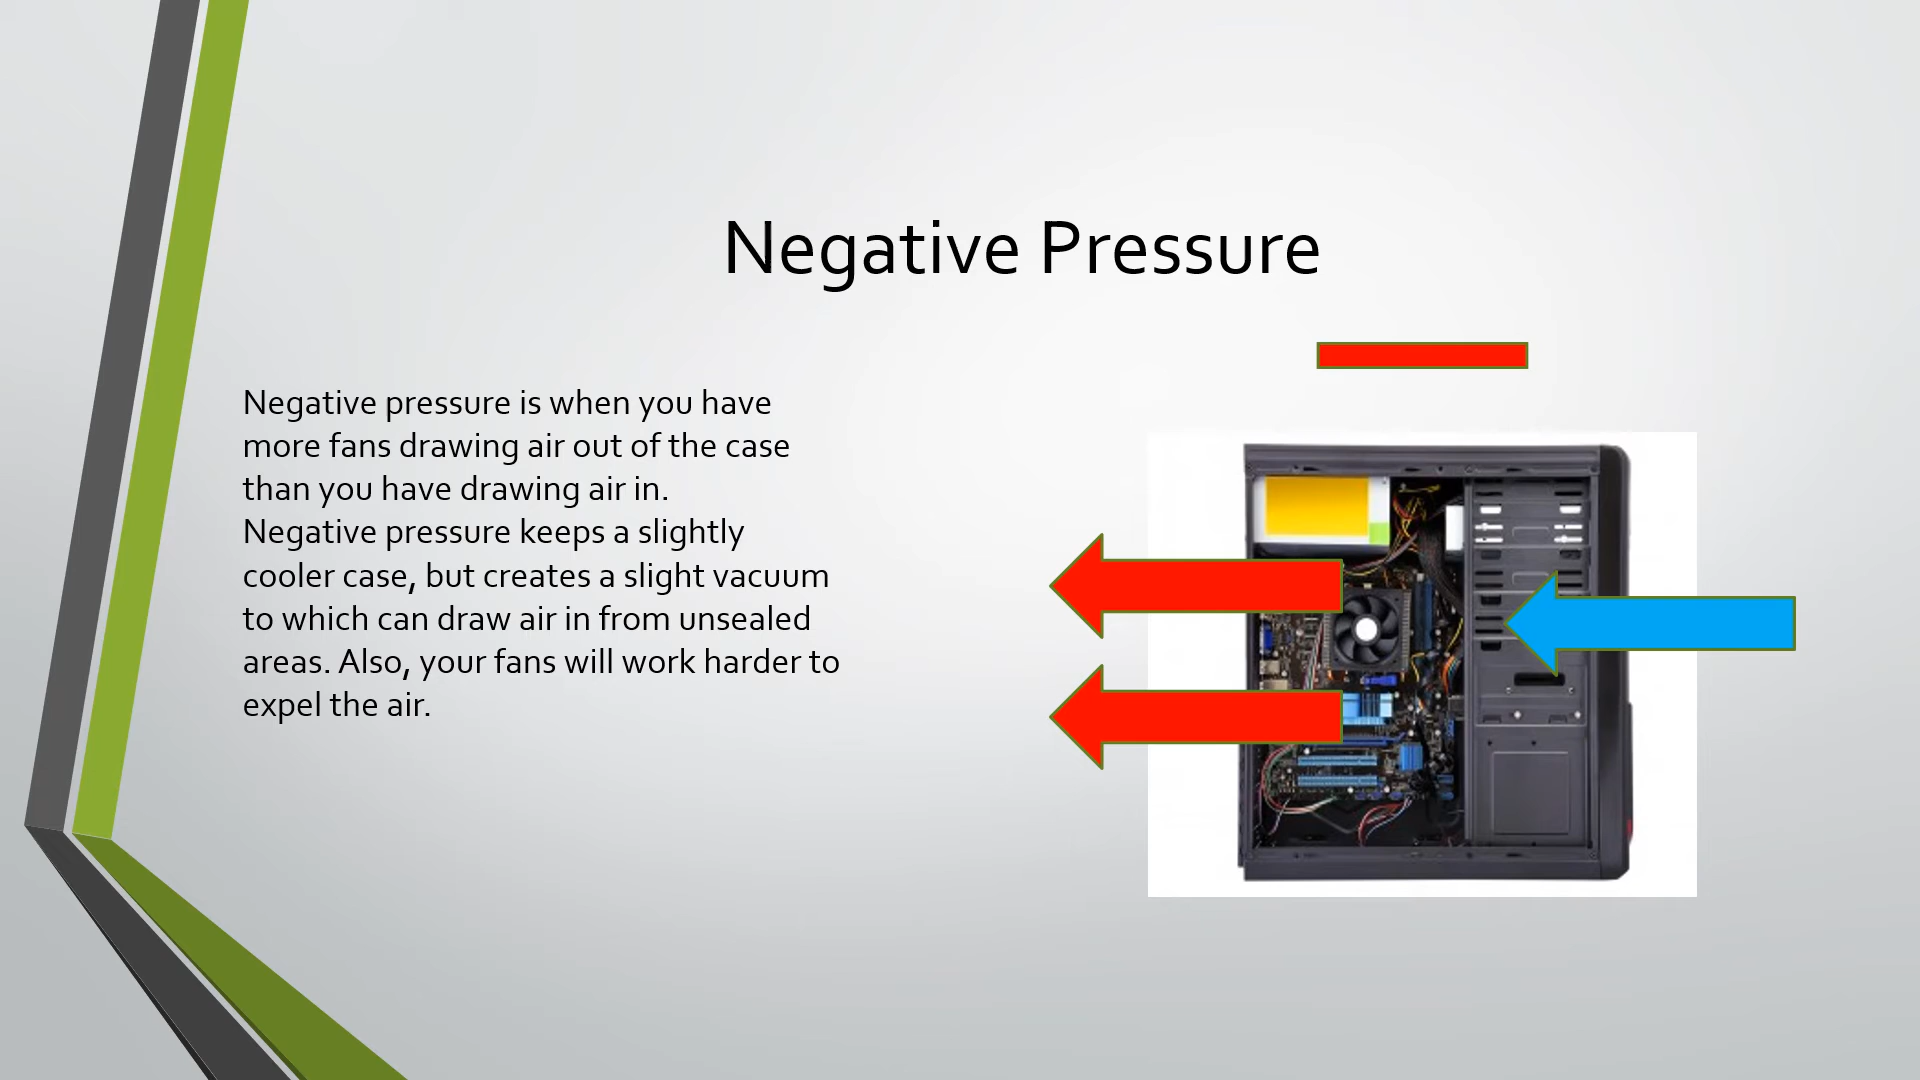 Negative Pressure
Negative pressure is when you have
more fans drawing air out of the case
than you have drawing air in.
Negative pressure keeps a slightly
cooler case, but creates a slight vacuum
to which can draw air in from unsealed
areas. Also, your fans will work harder to
expel the air.